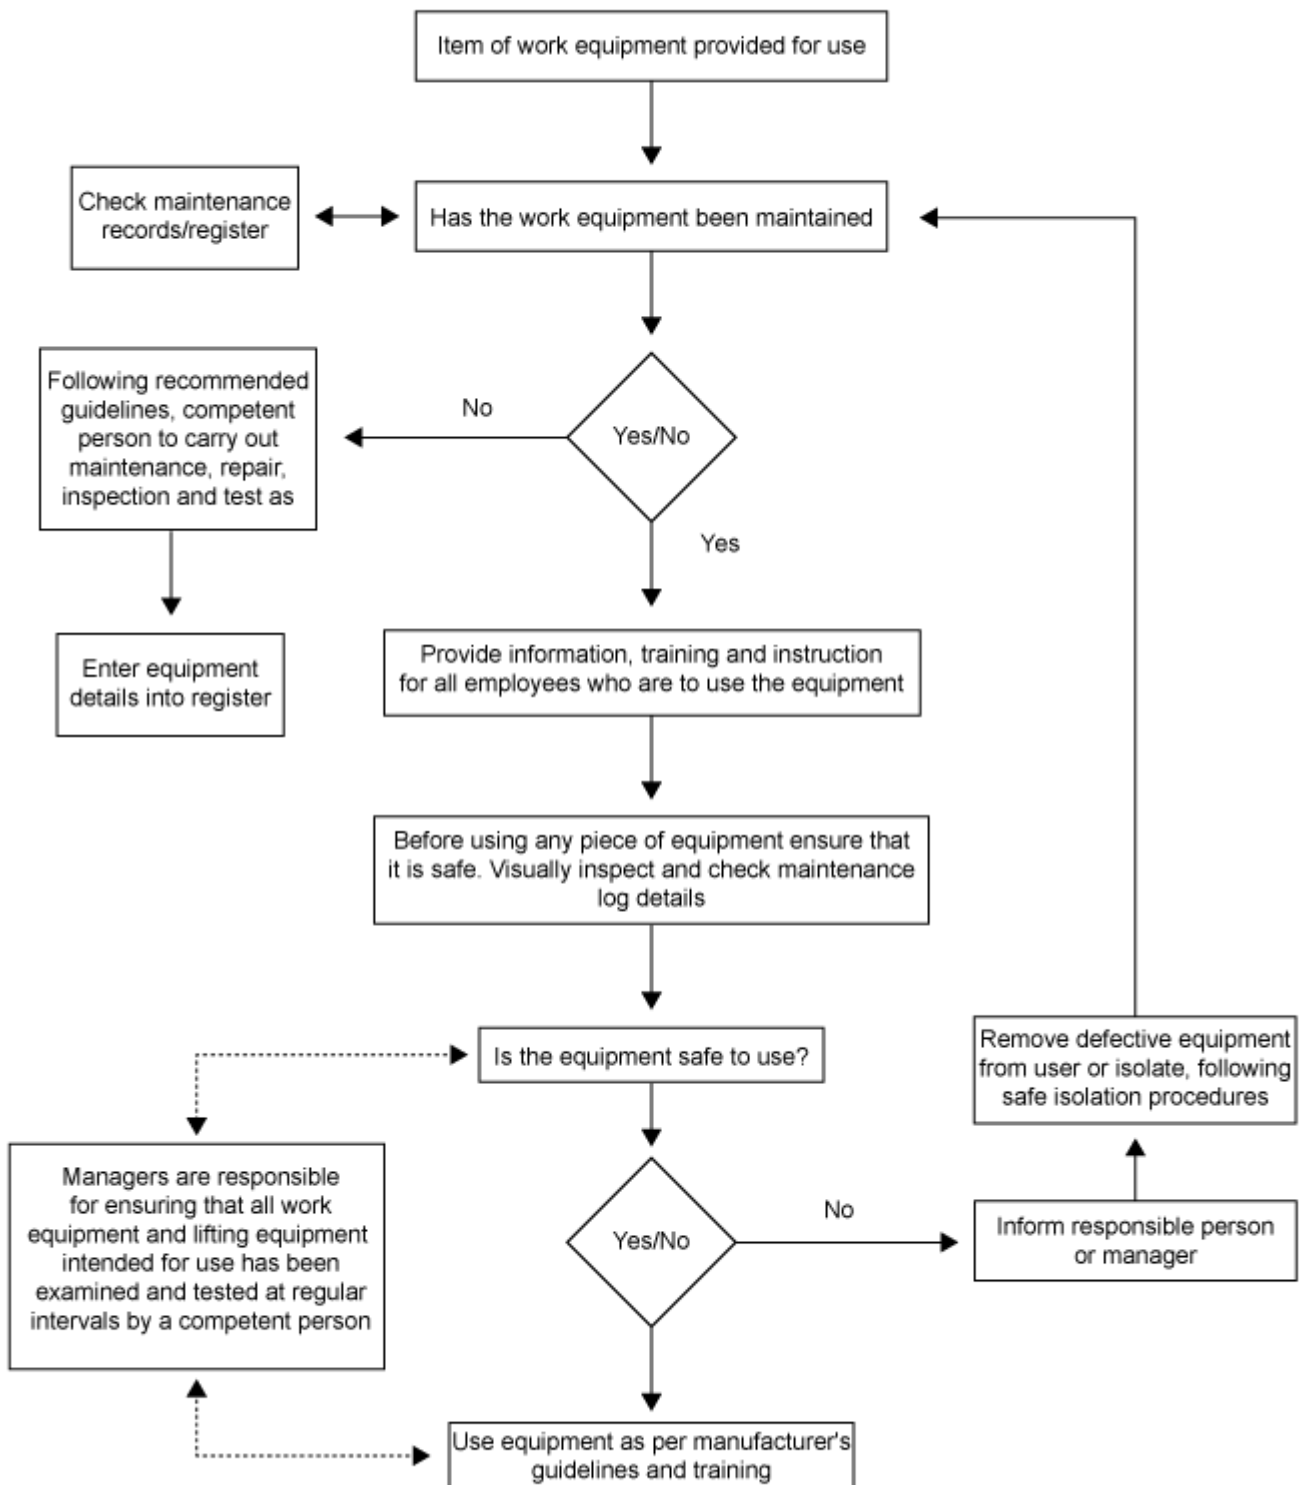 Item of work equipment provided for use
Check maintenance
records/register
Has the work equipment been maintained
Following recommended
guidelines, competent
person to carry out
maintenance, repair,
inspection and test as
No
Yes/No
Yes
Enter equipment
details into register
Provide information, training and instruction
for all employees who are to use the equipment
Before using any piece of equipment ensure that
it is safe. Visually inspect and check maintenance
log details
Is the equipment safe to use?
Remove defective equipment
from user or isolate, following
safe isolation procedures
Managers are responsible
for ensuring that all work
equipment and lifting equipment
intended for use has been
examined and tested at regular
intervals by a competent person
Yes/No
No
Inform responsible person
or manager
Use equipment as per manufacturer's
guidelines and training